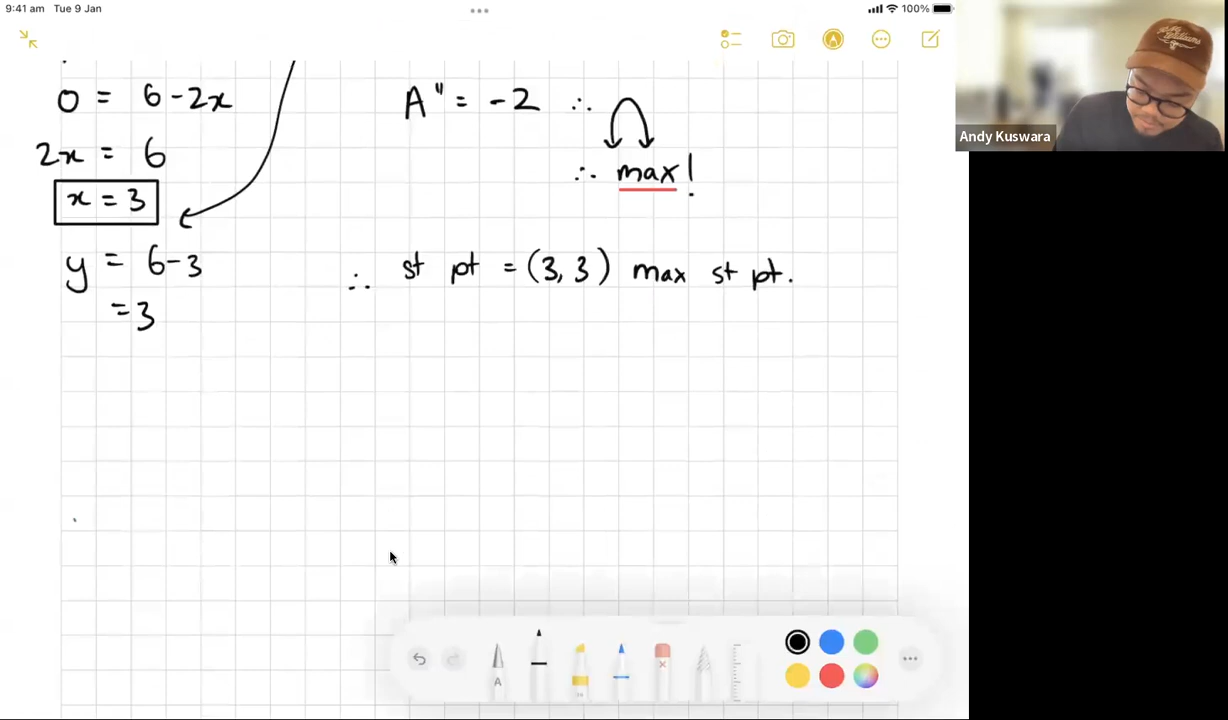 9:41 am Tue 9 Jan
100%
0 = 6-2x
2x = 6
x = 3
y = 6-3
=3
A" = -2 ∴
∴ max!
∴ st pt = (3, 3) max st pt.
Andy Kuswara
A